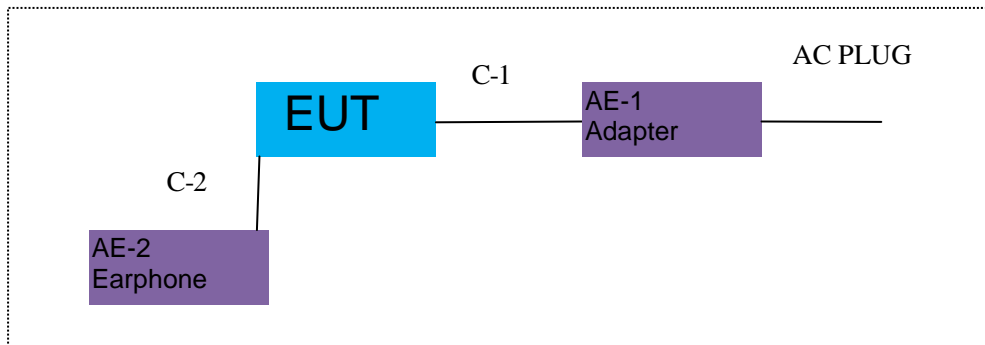 AC PLUG
C-1
EUT
AE-1
Adapter
C-2
AE-2
Earphone